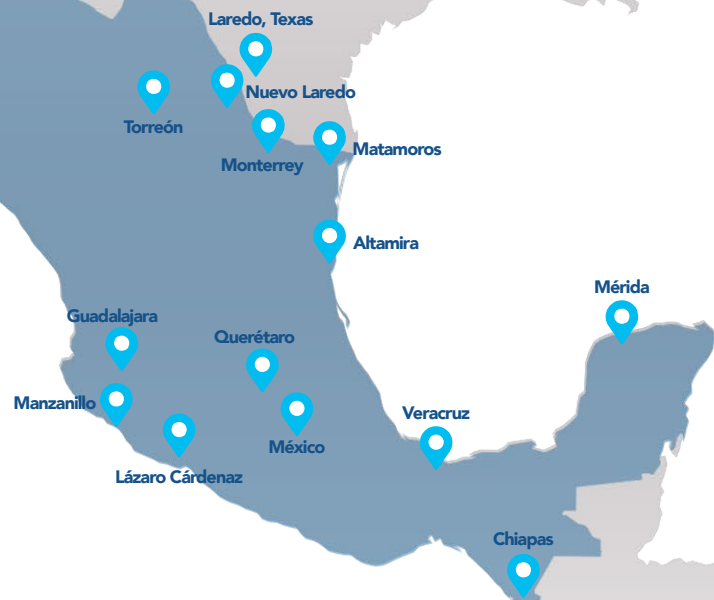 Laredo, Texas
Nuevo Laredo
Torreón
Matamoros
Monterrey
Altamira
Mérida
Guadalajara
Querétaro
Manzanillo
Veracruz
México
Lázaro Cárdenaz
Chiapas